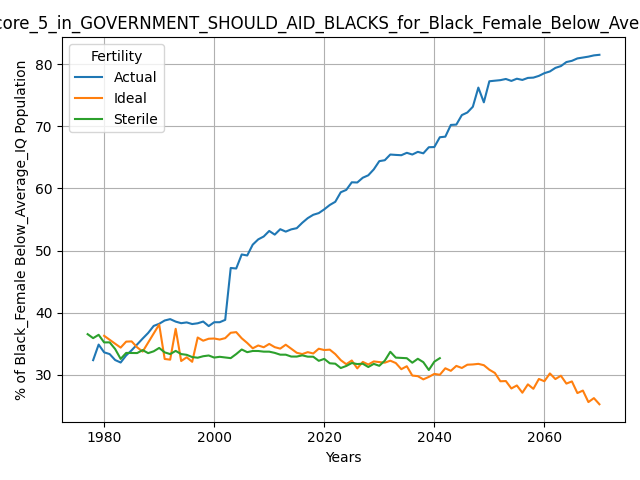 core_5_in_GOVERNMENT_SHOULD_AID_BLACKS_for_Black_Female_Below_Ave
Fertility
Actual
Ideal
Sterile
% of Black_Female Below_Average_IQ Population
80
70
60
50
40
30
1980
2000
2020
2040
2060
Years